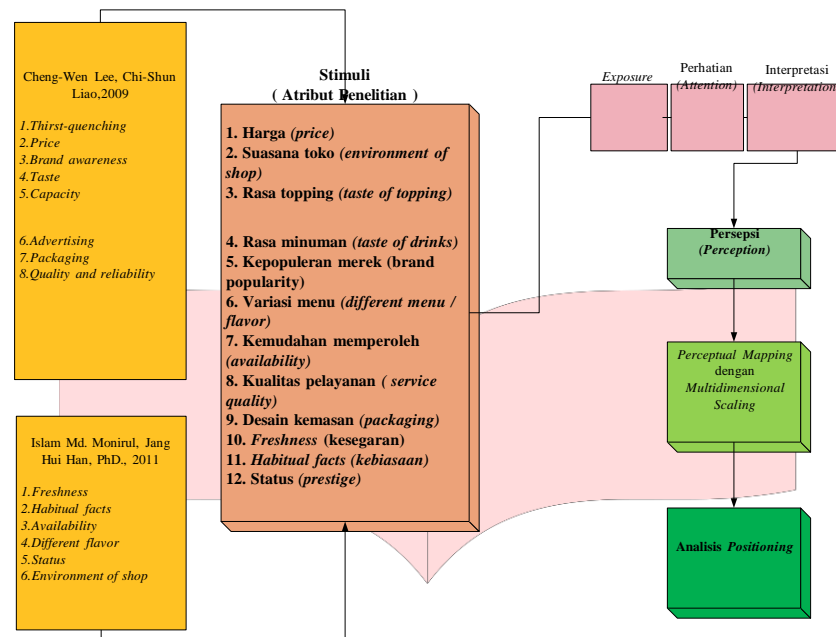 Cheng-Wen Lee, Chi-Shun
Liao,2009
1.Thirst-quenching
2.Price
3.Brand awareness
4.Taste
5.Capacity
6.Advertising
7.Packaging
8.Quality and reliability
Islam Md. Monirul, Jang
Hui Han, PhD., 2011
1.Freshness
2.Habitual facts
3.Availability
4.Different flavor
5.Status
6.Environment of shop
Stimuli
( Atribut Penelitian )
1. Harga (price)
2. Suasana toko (environment of
shop)
3. Rasa topping (taste of topping)
4. Rasa minuman (taste of drinks)
5. Kepopuleran merek (brand
popularity)
6. Variasi menu (different menu /
flavor)
7. Kemudahan memperoleh
(availability)
8. Kualitas pelayanan ( service
quality)
9. Desain kemasan (packaging)
10. Freshness (kesegaran)
11. Habitual facts (kebiasaan)
12. Status (prestige)
Exposure
Perhatian
(Attention)
Interpretasi
(Interpretation)
Persepsi
(Perception)
Perceptual Mapping
dengan
Multidimensional
Scaling
Analisis Positioning